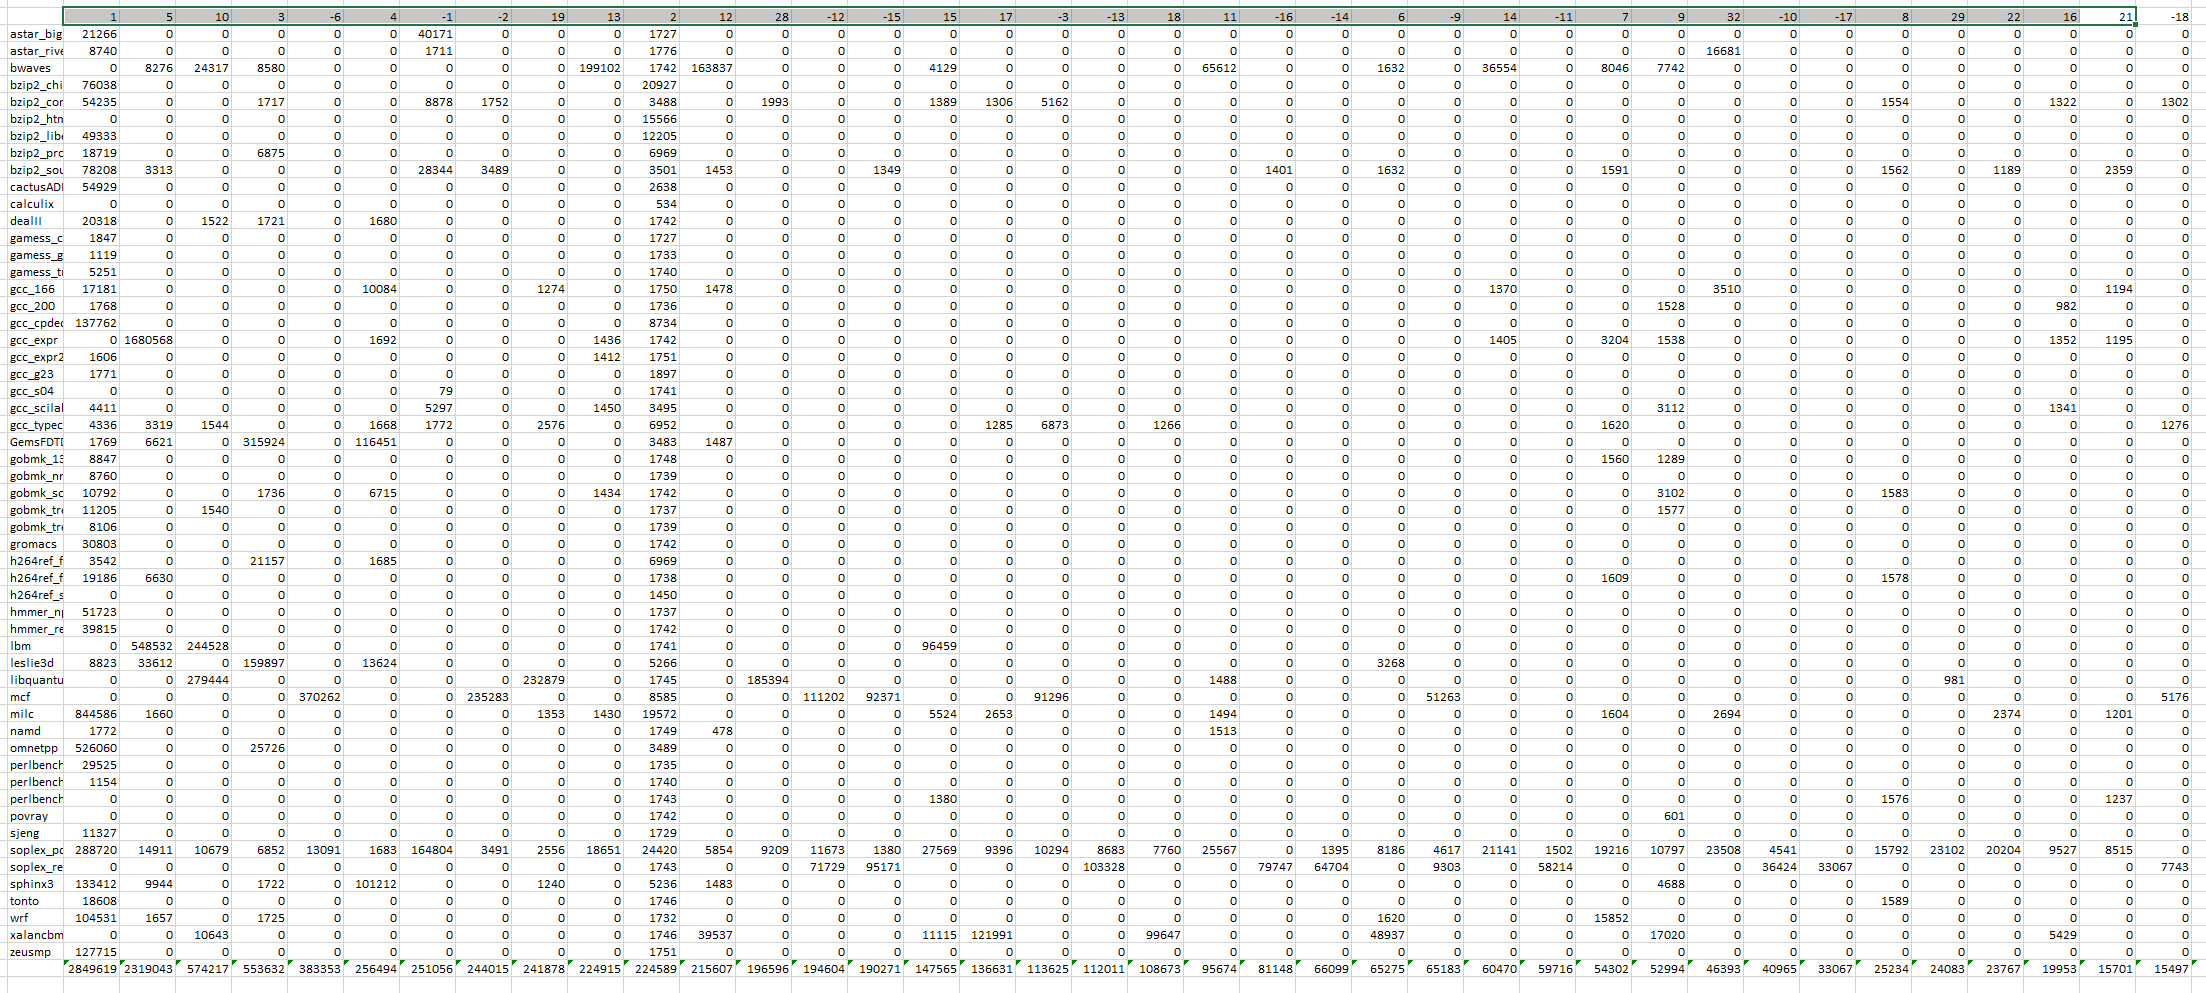 1 5 10 3 -6 4 -1 -2 19 13 2 12 28 -12 -15 15 17 -3 -13 18 11 -16 -14 6 -9 14 -11 7 9 32 -10 -17 8 29 22 16 21 -18
astar_big 21266 0 0 0 0 0 40171 0 0 0 1727 0 0 0 0 0 0 0 0 0 0 0 0 0 0 0 0 0 0 0 0 0 0 0 0 0 0 0
astar_rive 8740 0 0 0 0 0 1711 0 0 0 1776 0 0 0 0 0 0 0 0 0 0 0 0 0 0 0 0 0 0 16681 0 0 0 0 0 0 0 0
bwaves 0 8276 24317 8580 0 0 0 0 0 199102 1742 163837 0 0 0 4129 0 0 0 0 65612 0 0 1632 0 36554 0 8046 7742 0 0 0 0 0 0 0 0 0
bzip2_chi 76038 0 0 0 0 0 0 0 0 0 20927 0 0 0 0 0 0 0 0 0 0 0 0 0 0 0 0 0 0 0 0 0 0 0 0 0 0 0
bzip2_cor 54235 0 0 1717 0 0 8878 1752 0 0 3488 0 1993 0 0 1389 1306 5162 0 0 0 0 0 0 0 0 0 0 0 0 0 0 1554 0 0 1322 0 1302
bzip2_htm 0 0 0 0 0 0 0 0 0 0 15566 0 0 0 0 0 0 0 0 0 0 0 0 0 0 0 0 0 0 0 0 0 0 0 0 0 0 0
bzip2_libe 49333 0 0 0 0 0 0 0 0 0 12205 0 0 0 0 0 0 0 0 0 0 0 0 0 0 0 0 0 0 0 0 0 0 0 0 0 0 0
bzip2_pro 18719 0 0 6875 0 0 0 0 0 0 6969 0 0 0 0 0 0 0 0 0 0 0 0 0 0 0 0 0 0 0 0 0 0 0 0 0 0 0
bzip2_sou 78208 3313 0 0 0 0 28344 3489 0 0 3501 1453 0 0 1349 0 0 0 0 0 0 1401 0 1632 0 0 0 1591 0 0 0 0 1562 0 1189 0 2359 0
cactusADI 54929 0 0 0 0 0 0 0 0 0 2638 0 0 0 0 0 0 0 0 0 0 0 0 0 0 0 0 0 0 0 0 0 0 0 0 0 0 0
calculix 0 0 0 0 0 0 0 0 0 0 534 0 0 0 0 0 0 0 0 0 0 0 0 0 0 0 0 0 0 0 0 0 0 0 0 0 0 0
dealII 20318 0 1522 1721 0 1680 0 0 0 0 1742 0 0 0 0 0 0 0 0 0 0 0 0 0 0 0 0 0 0 0 0 0 0 0 0 0 0 0
gamess_c 1847 0 0 0 0 0 0 0 0 0 1727 0 0 0 0 0 0 0 0 0 0 0 0 0 0 0 0 0 0 0 0 0 0 0 0 0 0 0
gamess_g 1119 0 0 0 0 0 0 0 0 0 1733 0 0 0 0 0 0 0 0 0 0 0 0 0 0 0 0 0 0 0 0 0 0 0 0 0 0 0
gamess_tr 5251 0 0 0 0 0 0 0 0 0 1740 0 0 0 0 0 0 0 0 0 0 0 0 0 0 0 0 0 0 0 0 0 0 0 0 0 0 0
gcc_166 17181 0 0 0 0 10084 0 0 1274 0 1750 1478 0 0 0 0 0 0 0 0 0 0 0 0 0 1370 0 0 0 3510 0 0 0 0 0 0 1194 0
gcc_200 1768 0 0 0 0 0 0 0 0 0 1736 0 0 0 0 0 0 0 0 0 0 0 0 0 0 0 0 0 1528 0 0 0 0 0 0 982 0 0
gcc_cpdec 137762 0 0 0 0 0 0 0 0 0 8734 0 0 0 0 0 0 0 0 0 0 0 0 0 0 0 0 0 0 0 0 0 0 0 0 0 0 0
gcc_expr 0 1680568 0 0 0 1692 0 0 0 1436 1742 0 0 0 0 0 0 0 0 0 0 0 0 0 0 1405 0 3204 1538 0 0 0 0 0 0 1352 1195 0
gcc_expr2 1606 0 0 0 0 0 0 0 0 1412 1751 0 0 0 0 0 0 0 0 0 0 0 0 0 0 0 0 0 0 0 0 0 0 0 0 0 0 0
gcc_g23 1771 0 0 0 0 0 0 0 0 0 1897 0 0 0 0 0 0 0 0 0 0 0 0 0 0 0 0 0 0 0 0 0 0 0 0 0 0 0
gcc_s04 0 0 0 0 0 0 79 0 0 0 1741 0 0 0 0 0 0 0 0 0 0 0 0 0 0 0 0 0 0 0 0 0 0 0 0 0 0 0
gcc_scilal 4411 0 0 0 0 0 5297 0 0 1450 3495 0 0 0 0 0 0 0 0 0 0 0 0 0 0 0 0 0 3112 0 0 0 0 0 0 1341 0 0
gcc_typec 4336 3319 1544 0 0 1668 1772 0 2576 0 6952 0 0 0 0 0 1285 6873 0 1266 0 0 0 0 0 0 0 1620 0 0 0 0 0 0 0 0 0 1276
GemsFDTI 1769 6621 0 315924 0 116451 0 0 0 0 3483 1487 0 0 0 0 0 0 0 0 0 0 0 0 0 0 0 0 0 0 0 0 0 0 0 0 0 0
gobmk_13 8847 0 0 0 0 0 0 0 0 0 1748 0 0 0 0 0 0 0 0 0 0 0 0 0 0 0 0 1560 1289 0 0 0 0 0 0 0 0 0
gobmk_nr 8760 0 0 0 0 0 0 0 0 0 1739 0 0 0 0 0 0 0 0 0 0 0 0 0 0 0 0 0 0 0 0 0 0 0 0 0 0 0
gobmk_sc 10792 0 0 1736 0 6715 0 0 0 1434 1742 0 0 0 0 0 0 0 0 0 0 0 0 0 0 0 0 0 3102 0 0 0 1583 0 0 0 0 0
gobmk_tre 11205 0 1540 0 0 0 0 0 0 0 1737 0 0 0 0 0 0 0 0 0 0 0 0 0 0 0 0 0 1577 0 0 0 0 0 0 0 0 0
gobmk_tre 8106 0 0 0 0 0 0 0 0 0 1739 0 0 0 0 0 0 0 0 0 0 0 0 0 0 0 0 0 0 0 0 0 0 0 0 0 0 0
gromacs 30803 0 0 0 0 0 0 0 0 0 1742 0 0 0 0 0 0 0 0 0 0 0 0 0 0 0 0 0 0 0 0 0 0 0 0 0 0 0
h264ref_f 3542 0 0 21157 0 1685 0 0 0 0 6969 0 0 0 0 0 0 0 0 0 0 0 0 0 0 0 0 0 0 0 0 0 0 0 0 0 0 0
h264ref_f 19186 6630 0 0 0 0 0 0 0 0 1738 0 0 0 0 0 0 0 0 0 0 0 0 0 0 0 0 1609 0 0 0 0 1578 0 0 0 0 0
h264ref_s 0 0 0 0 0 0 0 0 0 0 1450 0 0 0 0 0 0 0 0 0 0 0 0 0 0 0 0 0 0 0 0 0 0 0 0 0 0 0
hmmer_nj 51723 0 0 0 0 0 0 0 0 0 1737 0 0 0 0 0 0 0 0 0 0 0 0 0 0 0 0 0 0 0 0 0 0 0 0 0 0 0
hmmer_re 39815 0 0 0 0 0 0 0 0 0 1742 0 0 0 0 0 0 0 0 0 0 0 0 0 0 0 0 0 0 0 0 0 0 0 0 0 0 0
lbm 0 548532 244528 0 0 0 0 0 0 0 1741 0 0 0 0 96459 0 0 0 0 0 0 0 0 0 0 0 0 0 0 0 0 0 0 0 0 0 0
leslie3d 8823 33612 0 159897 0 13624 0 0 0 0 5266 0 0 0 0 0 0 0 0 0 0 0 0 3268 0 0 0 0 0 0 0 0 0 0 0 0 0 0
libquantu 0 0 279444 0 0 0 0 0 232879 0 1745 0 185394 0 0 0 0 0 0 0 1488 0 0 0 0 0 0 0 0 0 0 0 0 981 0 0 0 0
mcf 0 0 0 0 370262 0 0 235283 0 0 8585 0 0 111202 92371 0 0 91296 0 0 0 0 0 0 51263 0 0 0 0 0 0 0 0 0 0 0 0 5176
milc 844586 1660 0 0 0 0 0 0 1353 1430 19572 0 0 0 0 5524 2653 0 0 0 1494 0 0 0 0 0 0 1604 0 2694 0 0 0 0 2374 0 1201 0
namd 1772 0 0 0 0 0 0 0 0 0 1749 478 0 0 0 0 0 0 0 0 1513 0 0 0 0 0 0 0 0 0 0 0 0 0 0 0 0 0
omnetpp 526060 0 0 25726 0 0 0 0 0 0 3489 0 0 0 0 0 0 0 0 0 0 0 0 0 0 0 0 0 0 0 0 0 0 0 0 0 0 0
perlbench 29525 0 0 0 0 0 0 0 0 0 1735 0 0 0 0 0 0 0 0 0 0 0 0 0 0 0 0 0 0 0 0 0 0 0 0 0 0 0
perlbench 1154 0 0 0 0 0 0 0 0 0 1740 0 0 0 0 0 0 0 0 0 0 0 0 0 0 0 0 0 0 0 0 0 0 0 0 0 0 0
perlbench 0 0 0 0 0 0 0 0 0 0 1743 0 0 0 0 1380 0 0 0 0 0 0 0 0 0 0 0 0 0 0 0 0 1576 0 0 0 1237 0
povray 0 0 0 0 0 0 0 0 0 0 1742 0 0 0 0 0 0 0 0 0 0 0 0 0 0 0 0 0 601 0 0 0 0 0 0 0 0 0
sjeng 11327 0 0 0 0 0 0 0 0 0 1729 0 0 0 0 0 0 0 0 0 0 0 0 0 0 0 0 0 0 0 0 0 0 0 0 0 0 0
soplex_pd 288720 14911 10679 6852 13091 1683 164804 3491 2556 18651 24420 5854 9209 11673 1380 27569 9396 10294 8683 7760 25567 0 1395 8186 4617 21141 1502 19216 10797 23508 4541 0 15792 23102 20204 9527 8515 0
soplex_re 0 0 0 0 0 0 0 0 0 0 1743 0 0 71729 95171 0 0 0 103328 0 0 79747 64704 0 9303 0 58214 0 0 0 36424 33067 0 0 0 0 0 7743
sphinx3 133412 9944 0 1722 0 101212 0 0 1240 0 5236 1483 0 0 0 0 0 0 0 0 0 0 0 0 0 0 0 0 4688 0 0 0 0 0 0 0 0 0
tonto 18608 0 0 0 0 0 0 0 0 0 1746 0 0 0 0 0 0 0 0 0 0 0 0 0 0 0 0 0 0 0 0 0 1589 0 0 0 0 0
wrf 104531 1657 0 1725 0 0 0 0 0 0 1732 0 0 0 0 0 0 0 0 0 0 0 0 1620 0 0 0 15852 0 0 0 0 0 0 0 0 0 0
xalancbm 0 0 10643 0 0 0 0 0 0 0 1746 39537 0 0 0 11115 121991 0 0 99647 0 0 0 48937 0 0 0 0 17020 0 0 0 0 0 0 5429 0 0
zeusmp 127715 0 0 0 0 0 0 0 0 0 1751 0 0 0 0 0 0 0 0 0 0 0 0 0 0 0 0 0 0 0 0 0 0 0 0 0 0 0
2849619 2319043 574217 553632 383353 256494 251056 244015 241878 224915 224589 215607 196596 194604 190271 147565 136631 113625 112011 108673 95674 81148 66099 65275 65183 60470 59716 54302 52994 46393 40965 33067 25234 24083 23767 19953 15701 15497